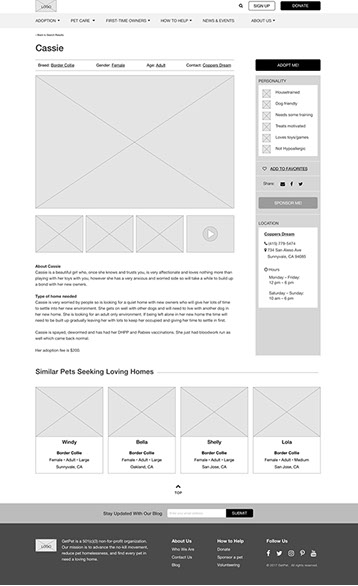 LOGO
SIGN UP
DONATE
ADOPTION
PET CARE
FIRST-TIME OWNERS
HOW TO HELP
NEWS & EVENTS
ABOUT US
‹ Back to Search Results
Cassie
Breed: Border Collie
Gender: Female
Age: Adult
Contact: Coppers Dream
ADOPT ME!
PERSONALITY
Housetrained
Dog friendly
Needs some training
Treats motivated
Loves toys/games
Not Hypoallergic
ADD TO FAVORITES
Share:
SPONSOR ME!
LOCATION
Coppers Dream
(415) 779-5474
734 San Aleso Ave
Sunnyvale, CA 94085
Hours
Monday – Friday:
12 pm – 6 pm
Saturday – Sunday:
10 am – 6 pm
About Cassie
Cassie is a beautiful girl who, once she knows and trusts you, is very affectionate and loves nothing more than
playing with her toys with you, however she has a very anxious and worried side so will take a while to build up
a bond with her new owners.
Type of home needed
Cassie is very worried by people so is looking for a quiet home with new owners who will give her lots of time
to settle into her new environment. She gets on well with other dogs and will need to live with another dog in
her new home. She is looking for an adult only environment. If being left alone in her new home the time will
need to be built up gradually leaving her with lots to keep her occupied and giving her time to settle in first.
Cassie is spayed, dewormed and has had her DHPP and Rabies vaccinations. She just had bloodwork run as
well which came back normal.
Her adoption fee is $200.
Similar Pets Seeking Loving Homes
Windy
Border Collie
Female • Adult • Large
Sunnyvale, CA
Bella
Border Collie
Female • Adult • Large
Oakland, CA
Shelly
Border Collie
Female • Adult • Large
San Jose, CA
Lola
Border Collie
Female • Adult • Medium
San Jose, CA
TOP
Stay Updated With Our Blog
SUBMIT
LOGO
GetPet is a 501(c)(3) non-for-profit organization.
Our mission is to advance the no-kill movement,
reduce pet homelessness, and find every pet in
need a loving home.
About Us
Who We Are
Contact Us
Blog
How to Help
Donate
Sponsor a pet
Volunteering
Follow Us
© 2017 GetPet. All rights reserved.